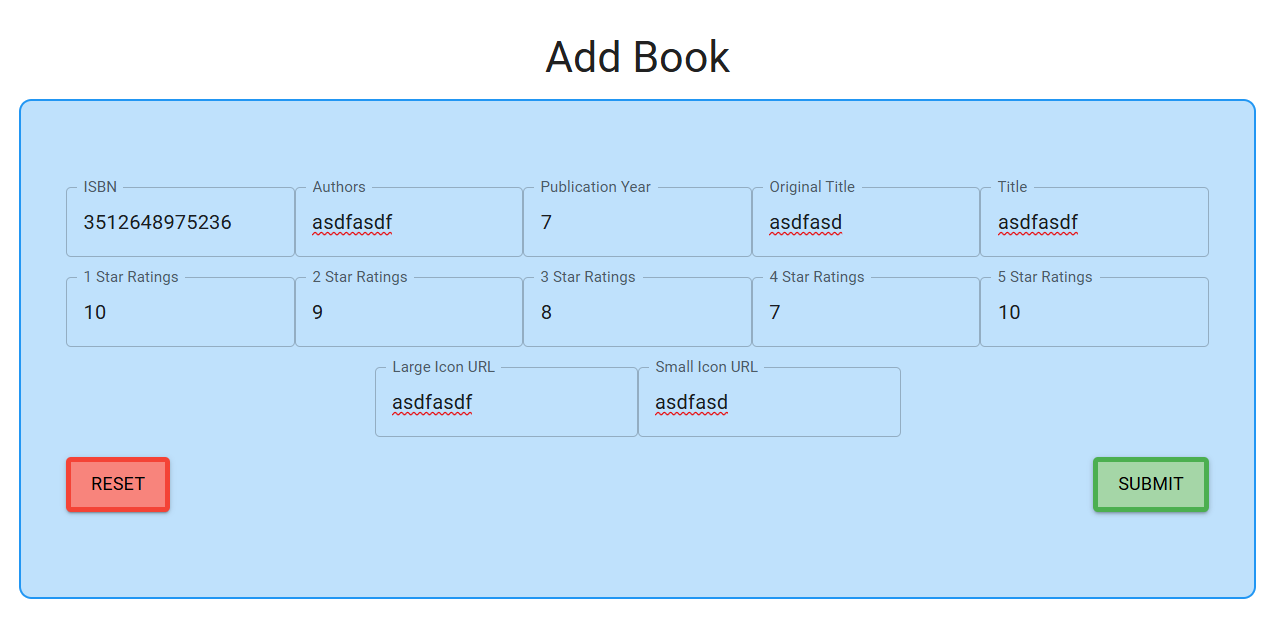 Add Book
ISBN Authors Publication Year Original Title Title
3512648975236 asdfasdf 7 asdfasd asdfasdf
1 Star Ratings 2 Star Ratings 3 Star Ratings 4 Star Ratings 5 Star Ratings
10 9 8 7 10
Large Icon URL Small Icon URL
asdfasdf asdfasd
RESET SUBMIT